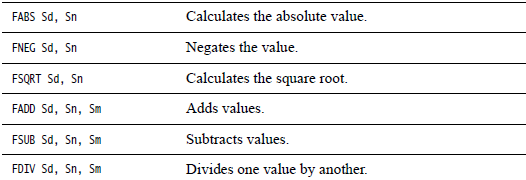 FABS Sd, Sn Calculates the absolute value.
FNEG Sd, Sn Negates the value.
FSQRT Sd, Sn Calculates the square root.
FADD Sd, Sn, Sm Adds values.
FSUB Sd, Sn, Sm Subtracts values.
FDIV Sd, Sn, Sm Divides one value by another.